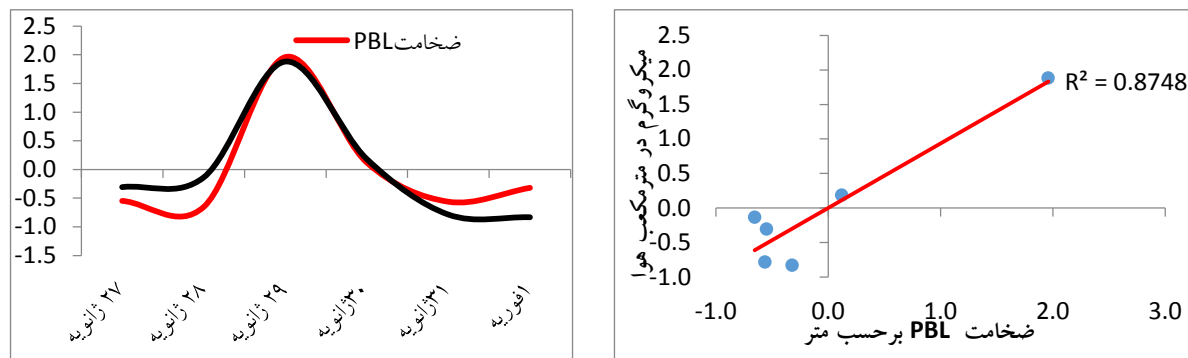 2.5
2.0
1.5
1.0
0.5
0.0
-0.5
-1.0
-1.5
ضخامت PBL
۲۷ ژانویه
۲۸ ژانویه
۲۹ ژانویه
۳۰ژانویه
۳۱ژانویه
۱فوریه
میکروگرم در مترمکعب هوا
2.5
2.0
1.5
1.0
0.5
0.0
-0.5
-1.0
R² = 0.8748
-1.0 0.0 1.0 2.0 3.0
ضخامت PBL برحسب متر